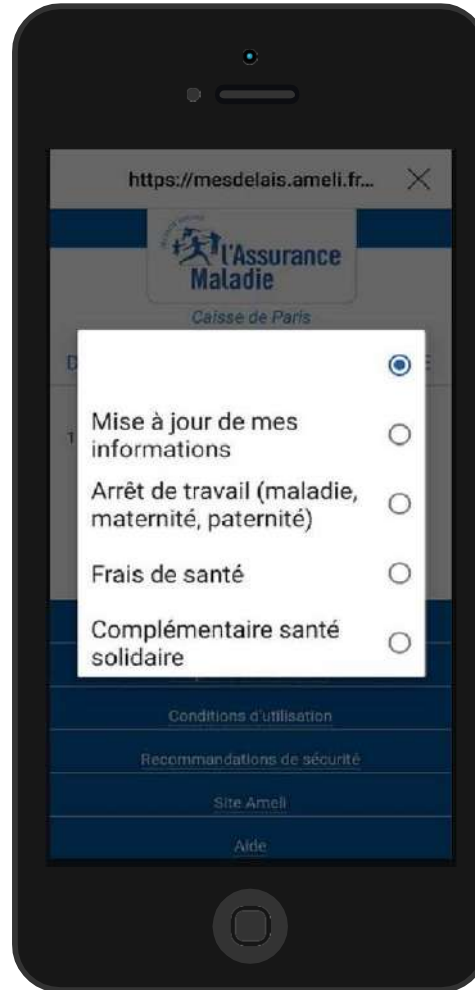 https://mesdelais.ameli.fr...
l'Assurance
Maladie
Caisse de Paris
D
E
1
Mise à jour de mes
informations
Arrêt de travail (maladie,
maternité, paternité)
Frais de santé
Complémentaire santé
solidaire
Conditions d'utilisation
Recommandations de sécurité
Site Ameli
Aide